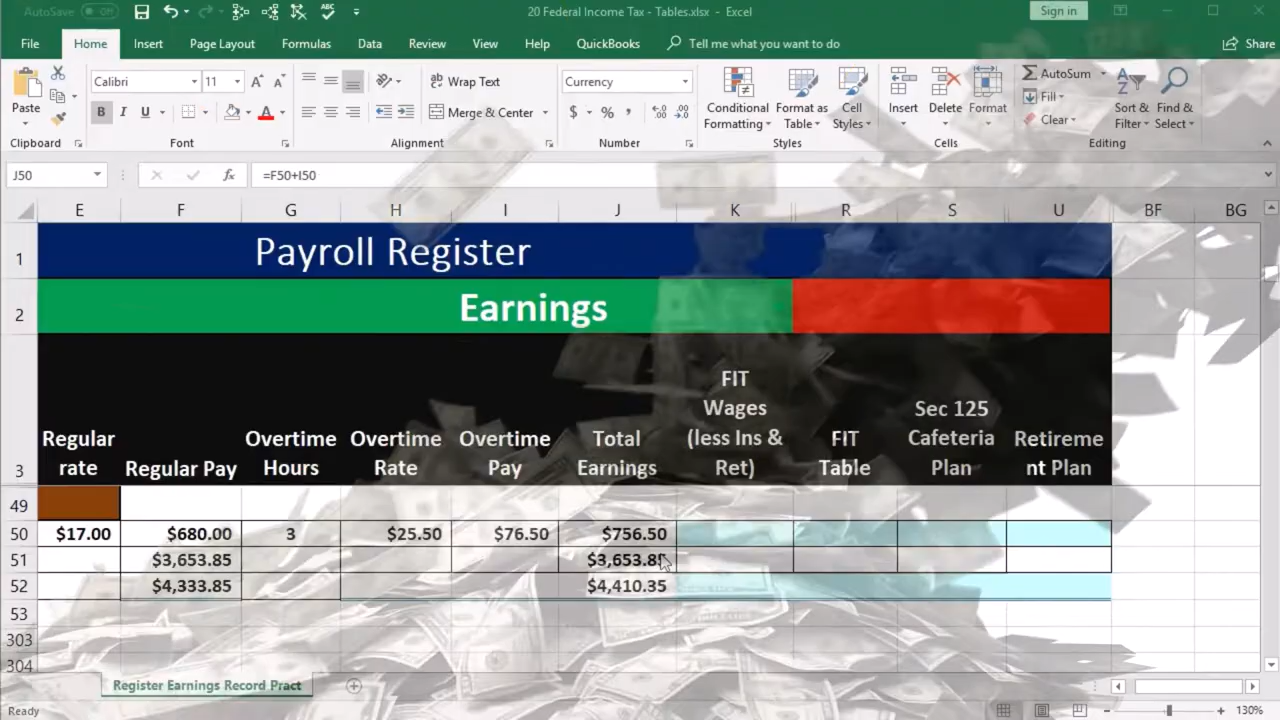 AutoSave Off 20 Federal Income Tax - Tables.xlsx - Excel Sign in
File Home Insert Page Layout Formulas Data Review View Help QuickBooks Tell me what you want to do Share
Paste Calibri 11 Wrap Text Currency Conditional Formatting Format as Table Cell Styles Insert Delete Format AutoSum Sort & Filter Find & Select
Fill
B I U Merge & Center $ % , Clear
Clipboard Font Alignment Number Styles Cells Editing
J50 fx =F50+I50
E F G H I J K R S U BF BG
1 Payroll Register
2 Earnings
3 Regular rate Regular Pay Overtime Hours Overtime Rate Overtime Pay Total Earnings FIT Wages (less Ins & Ret) FIT Table Sec 125 Cafeteria Plan Retireme nt Plan
49
50 $17.00 $680.00 3 $25.50 $76.50 $756.50
51 $3,653.85 $3,653.85
52 $4,333.85 $4,410.35
53
303
304
Register Earnings Record Pract
Ready 130%